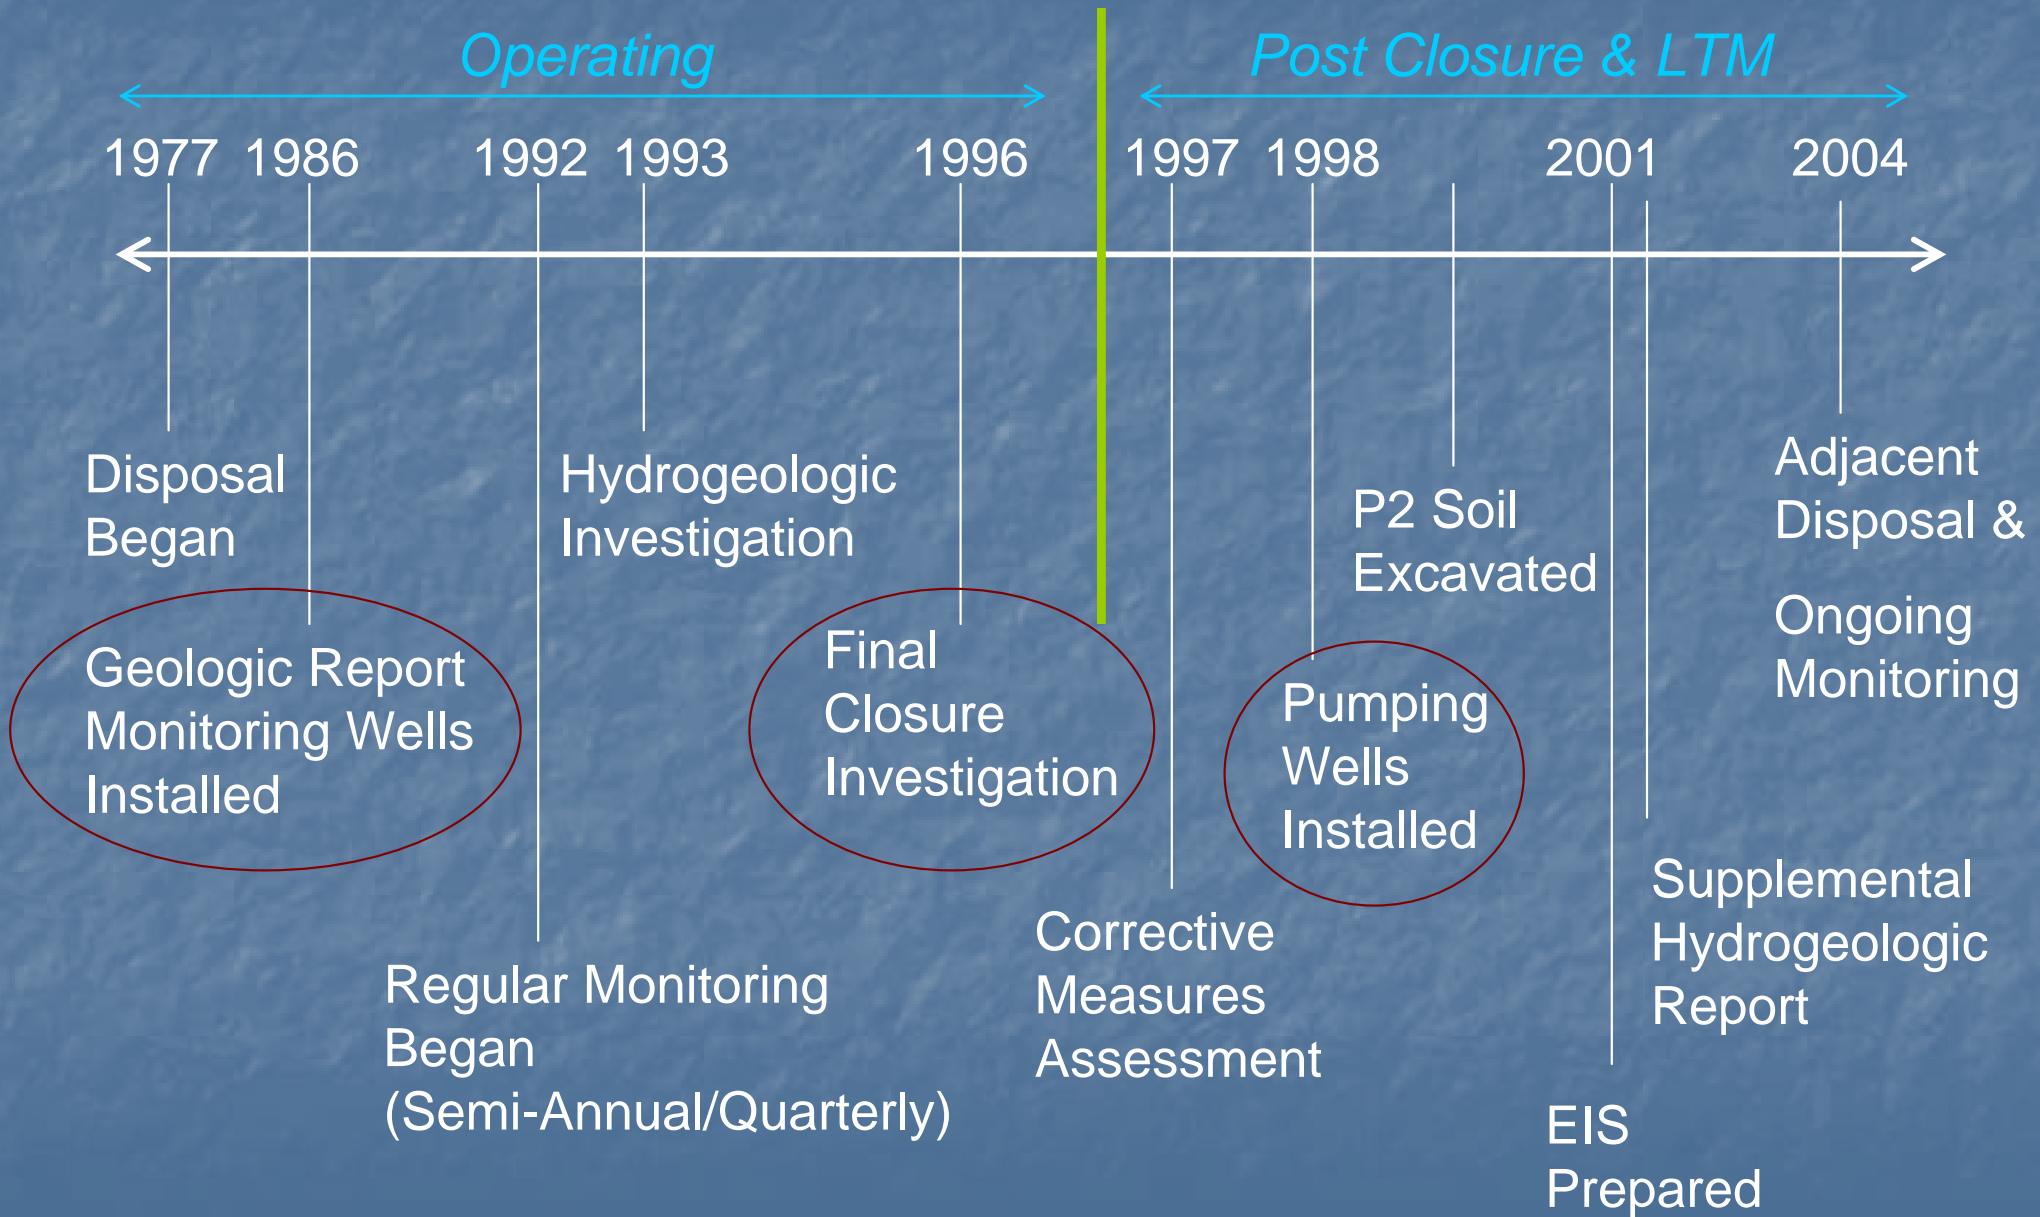 Operating
Post Closure & LTM
1977 1986 1992 1993 1996 1997 1998 2001 2004
Disposal
Began
Geologic Report
Monitoring Wells
Installed
Regular Monitoring
Began
(Semi-Annual/Quarterly)
Hydrogeologic
Investigation
Final
Closure
Investigation
Corrective
Measures
Assessment
Pumping
Wells
Installed
P2 Soil
Excavated
EIS
Prepared
Supplemental
Hydrogeologic
Report
Adjacent
Disposal &
Ongoing
Monitoring